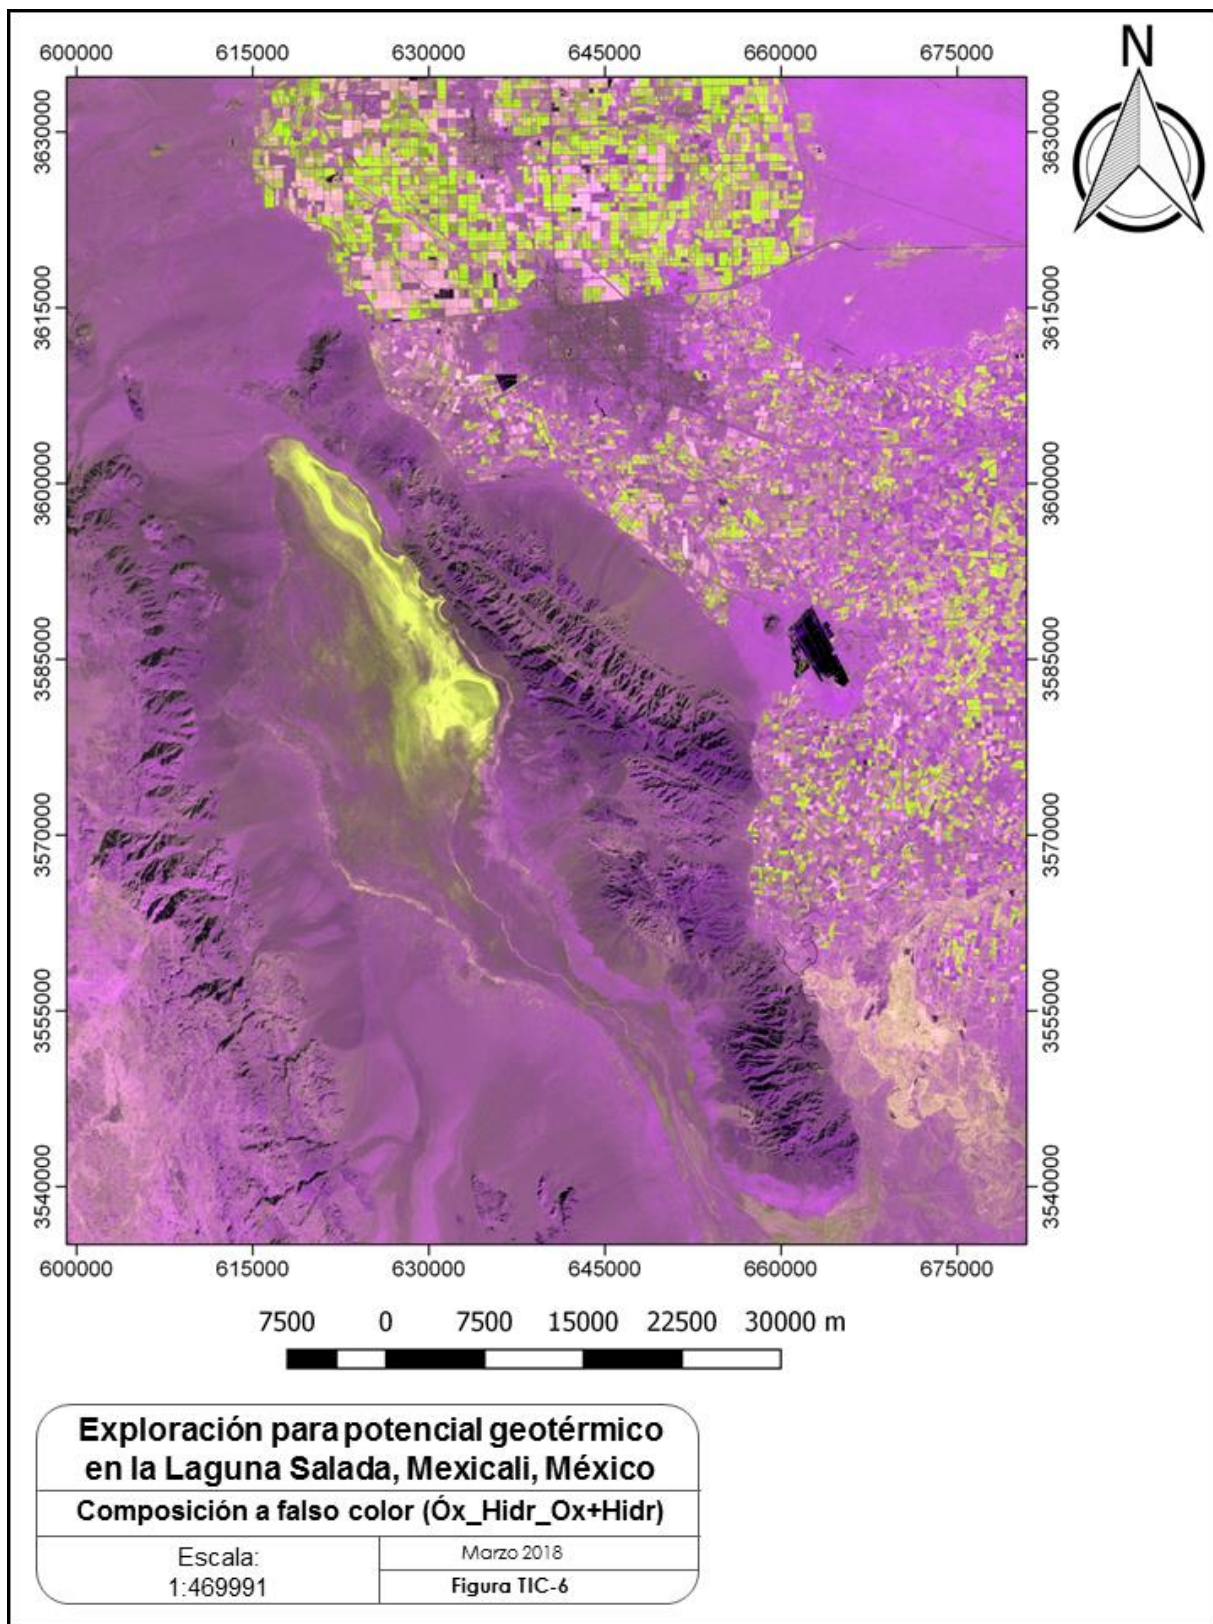 N
600000 615000 630000 645000 660000 675000
3630000 3630000
3615000 3615000
3600000 3600000
3585000 3585000
3570000 3570000
3555000 3555000
3540000 3540000
600000 615000 630000 645000 660000 675000
7500 0 7500 15000 22500 30000 m
Exploración para potencial geotérmico
en la Laguna Salada, Mexicali, México
Composición a falso color (Óx_Hidr_Ox+Hidr)
Escala:
1:469991
Marzo 2018
Figura TIC-6